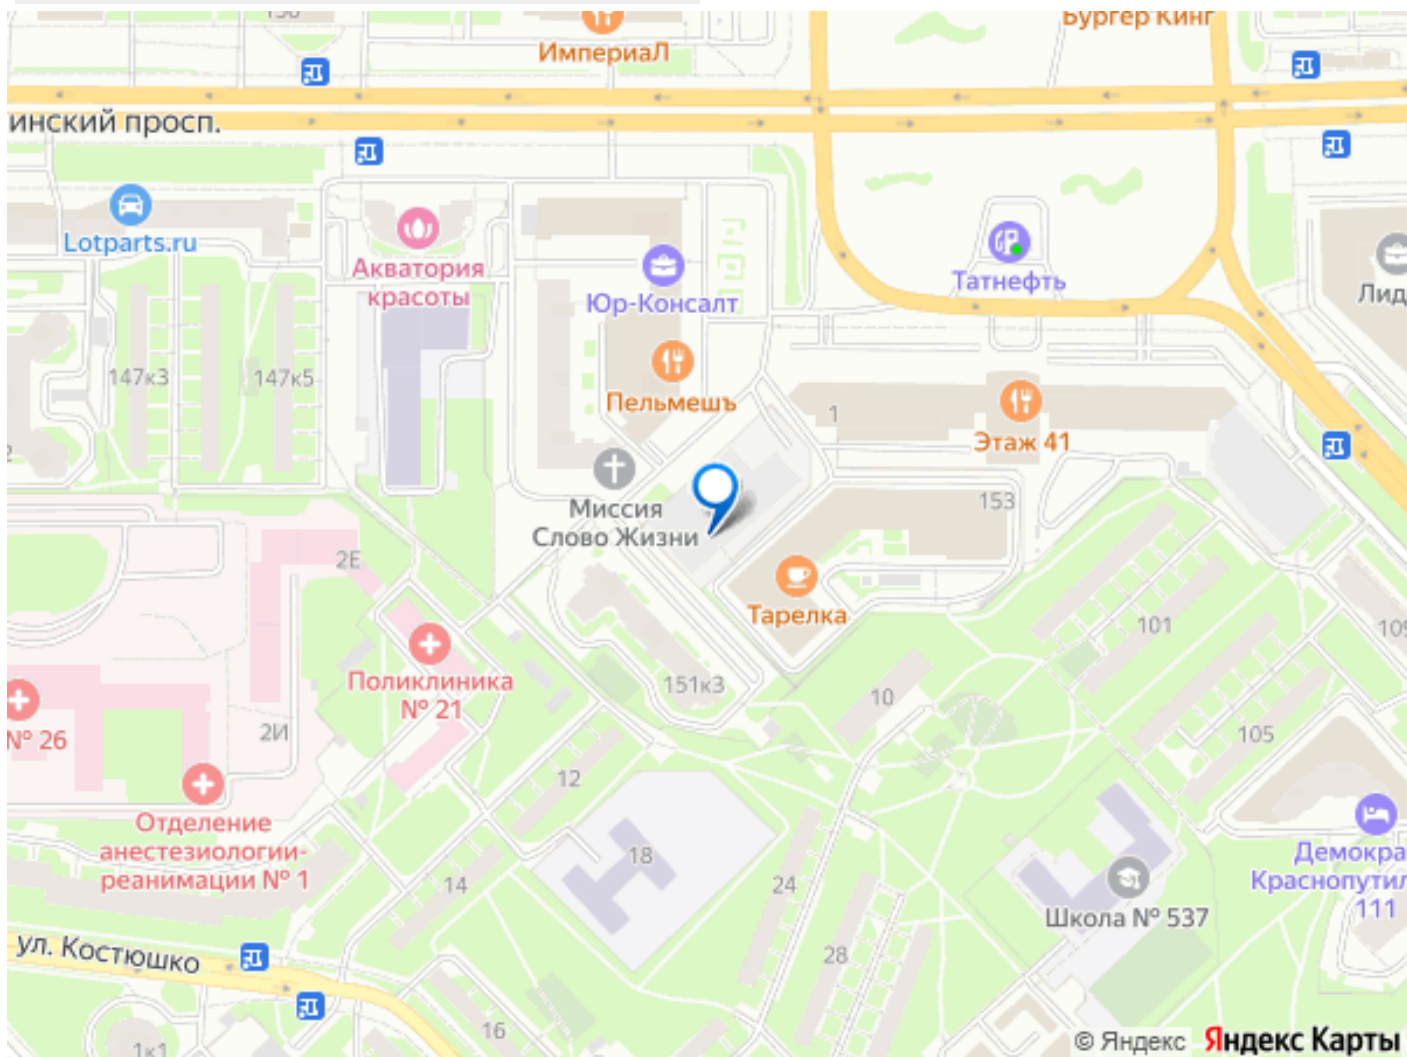 ИмпериаЛ
Бургер Кинг
инский просп.
Lotparts.ru
Акватория
красоты
Юр-Консалт
Татнефть
Лид
147к3
147к5
Пельмешъ
1
Этаж 41
Миссия
Слово Жизни
153
2Е
Тарелка
101
109
Поликлиника
№ 21
151к3
10
№ 26
2И
105
12
Отделение
анестезиологии-
реанимации № 1
18
14
24
Школа № 537
Демокра
Краснопутил
111
ул. Костюшко
28
16
1к1
© Яндекс Яндекс Карты